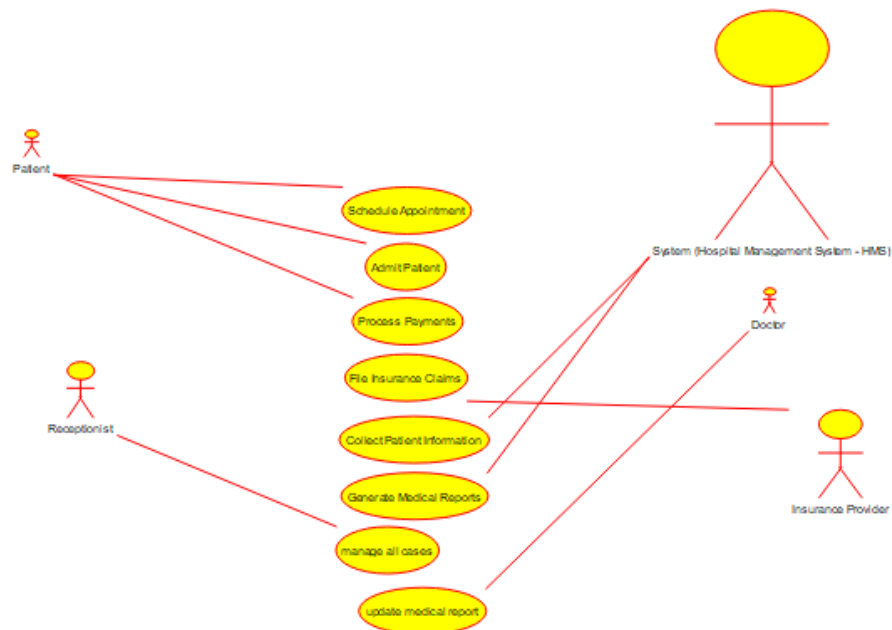 Patient
Schedule Appointment
System (Hospital Management System - HMS)
Admit Patient
Process Payments
Doctor
File Insurance Claims
Receptionist
Collect Patient Information
Generate Medical Reports
Insurance Provider
manage all cases
update medical report